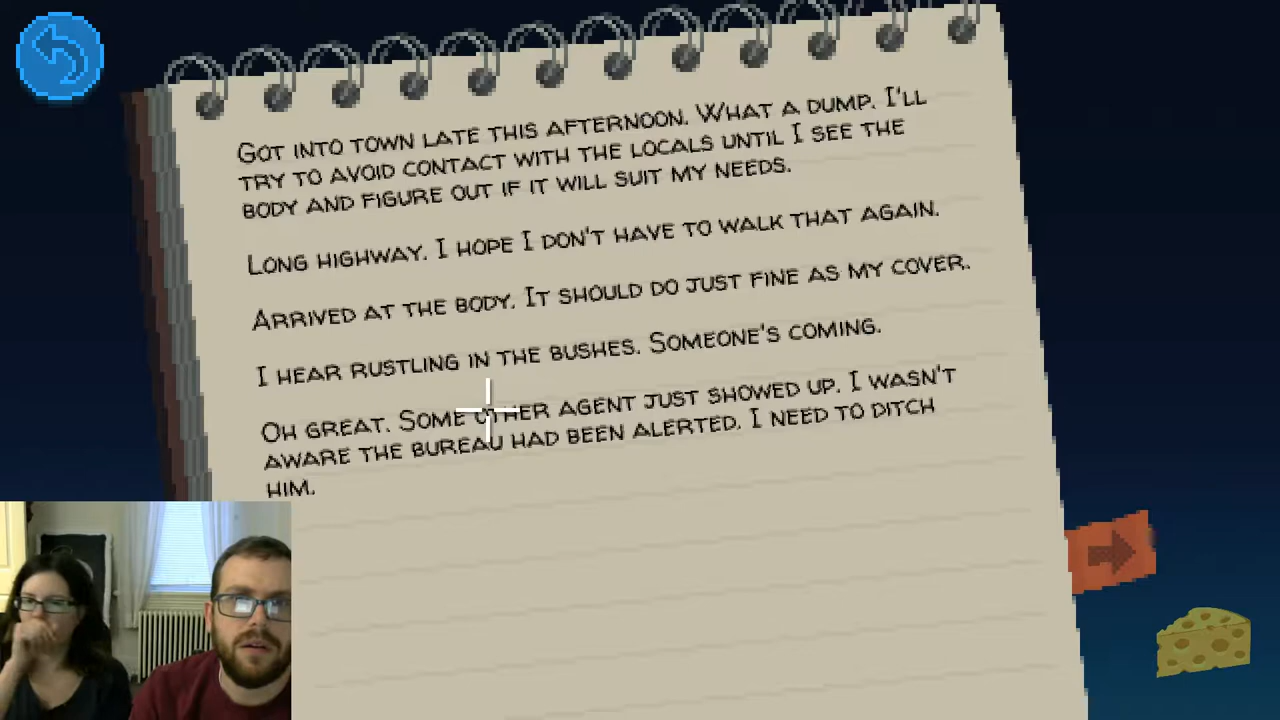 GOT INTO TOWN LATE THIS AFTERNOON. WHAT A DUMP. I'LL
TRY TO AVOID CONTACT WITH THE LOCALS UNTIL I SEE THE
BODY AND FIGURE OUT IF IT WILL SUIT MY NEEDS.
LONG HIGHWAY. I HOPE I DON'T HAVE TO WALK THAT AGAIN.
ARRIVED AT THE BODY. IT SHOULD DO JUST FINE AS MY COVER.
I HEAR RUSTLING IN THE BUSHES. SOMEONE'S COMING.
OH GREAT. SOME OTHER AGENT JUST SHOWED UP. I WASN'T
AWARE THE BUREAU HAD BEEN ALERTED. I NEED TO DITCH
HIM.